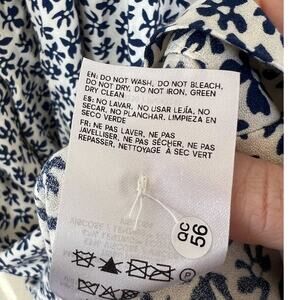 EN: DO NOT WASH, DO NOT BLEACH,
DO NOT DRY, DO NOT IRON, GREEN
DRY CLEAN
ES: NO LAVAR, NO USAR LEJÍA, NO
SECAR, NO PLANCHAR, LIMPIEZA EN
SECO VERDE
FR: NE PAS LAVER, NE PAS
JAVELLISER, NE PAS SÉCHER, NE PAS
REPASSER, NETTOYAGE À SEC VERT
QC
56
P